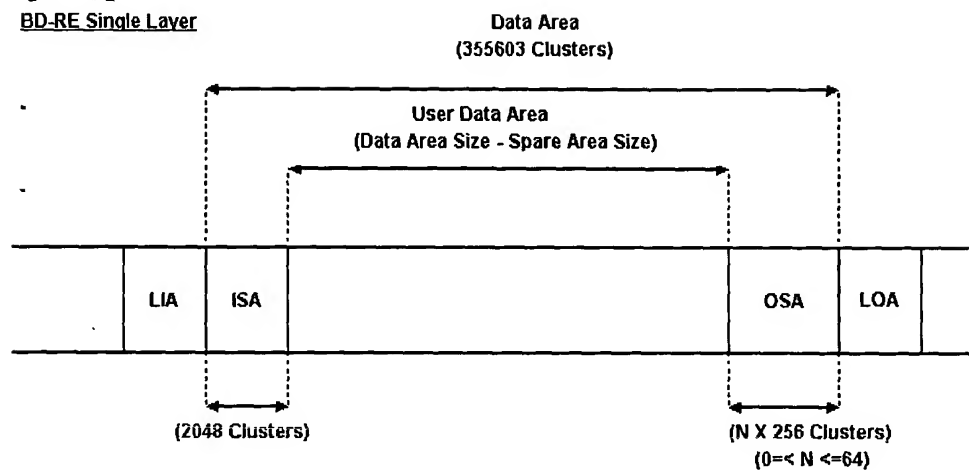 BD-RE Single Layer
Data Area
(355603 Clusters)
User Data Area
(Data Area Size - Spare Area Size)
LIA
ISA
OSA
LOA
(2048 Clusters)
(N X 256 Clusters)
(0=< N <=64)